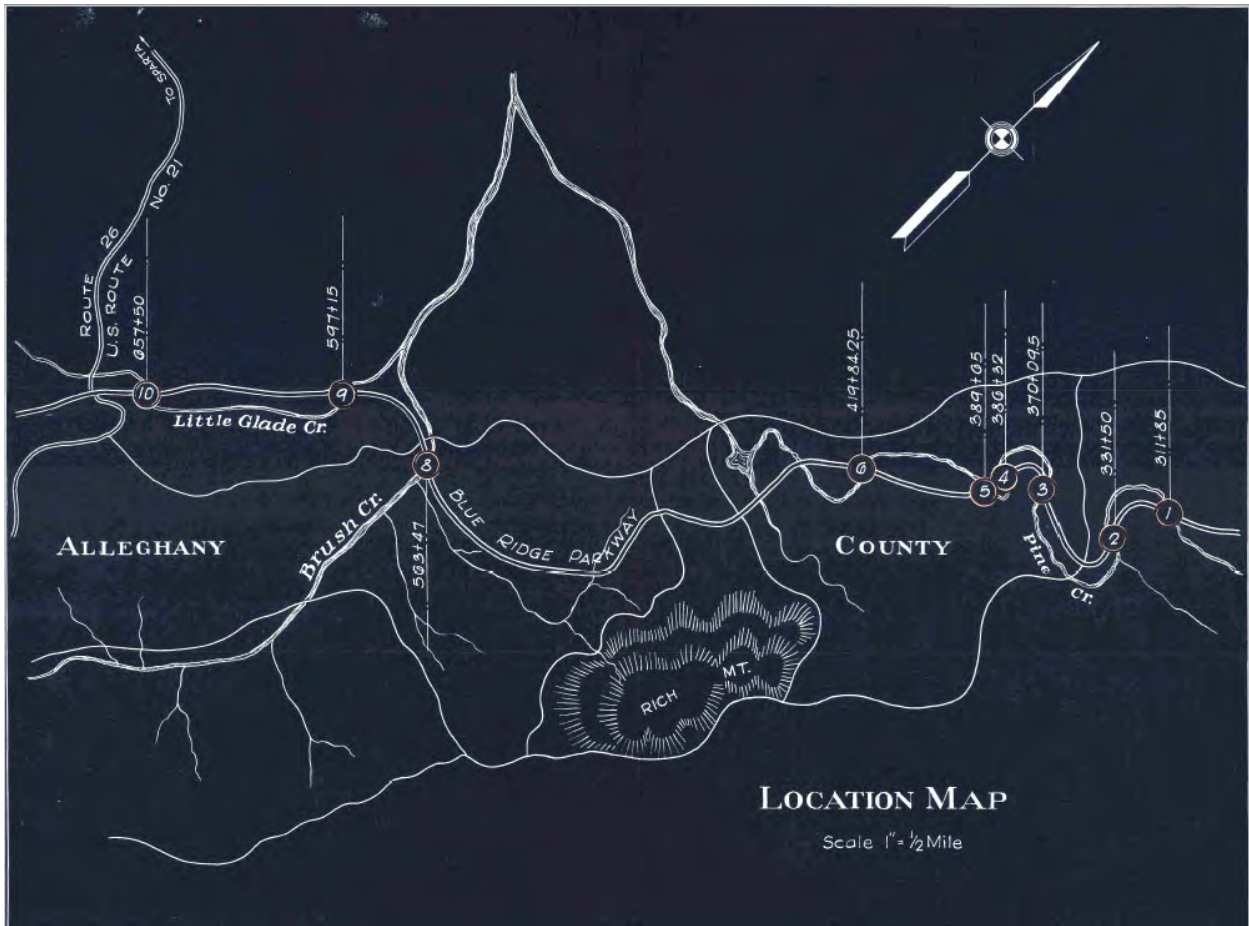 TO SPARTA
ROUTE 26
U.S. ROUTE No. 21
657+50
597+15
419+84.25
389+65
386+32
370+09.5
331+50
311+85
10
9
8
6
5
4
3
2
1
Little Glade Cr.
BLUE RIDGE PARKWAY
ALLEGHANY
COUNTY
Brush Cr.
563+47
Pine Cr.
RICH MT.
LOCATION MAP
Scale 1" = ½ Mile